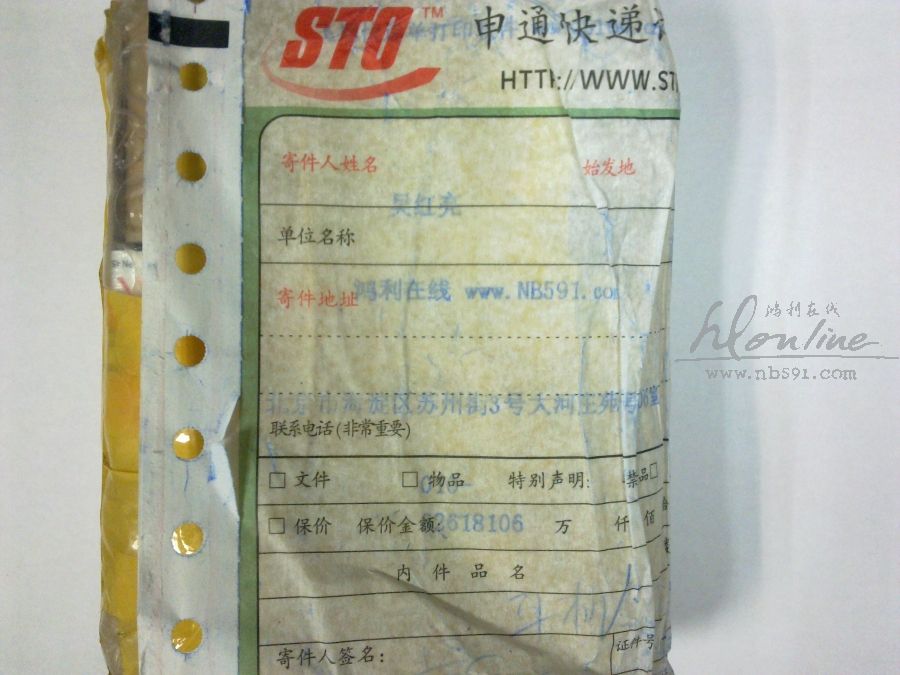 STO™ 申通快递
HTTP://WWW.ST
寄件人姓名 始发地
吴红亮
单位名称
寄件地址 鸿利在线 www.NB591.com
鸿利在线
hlonline
www.nb591.com
北京市海淀区苏州街3号大河庄苑
联系电话(非常重要)
□ 文件 □ 物品 特别声明: 禁品□
010-
62618106
□ 保价 保价金额: 万 仟 佰
内件品名
手机
寄件人签名: 证件号